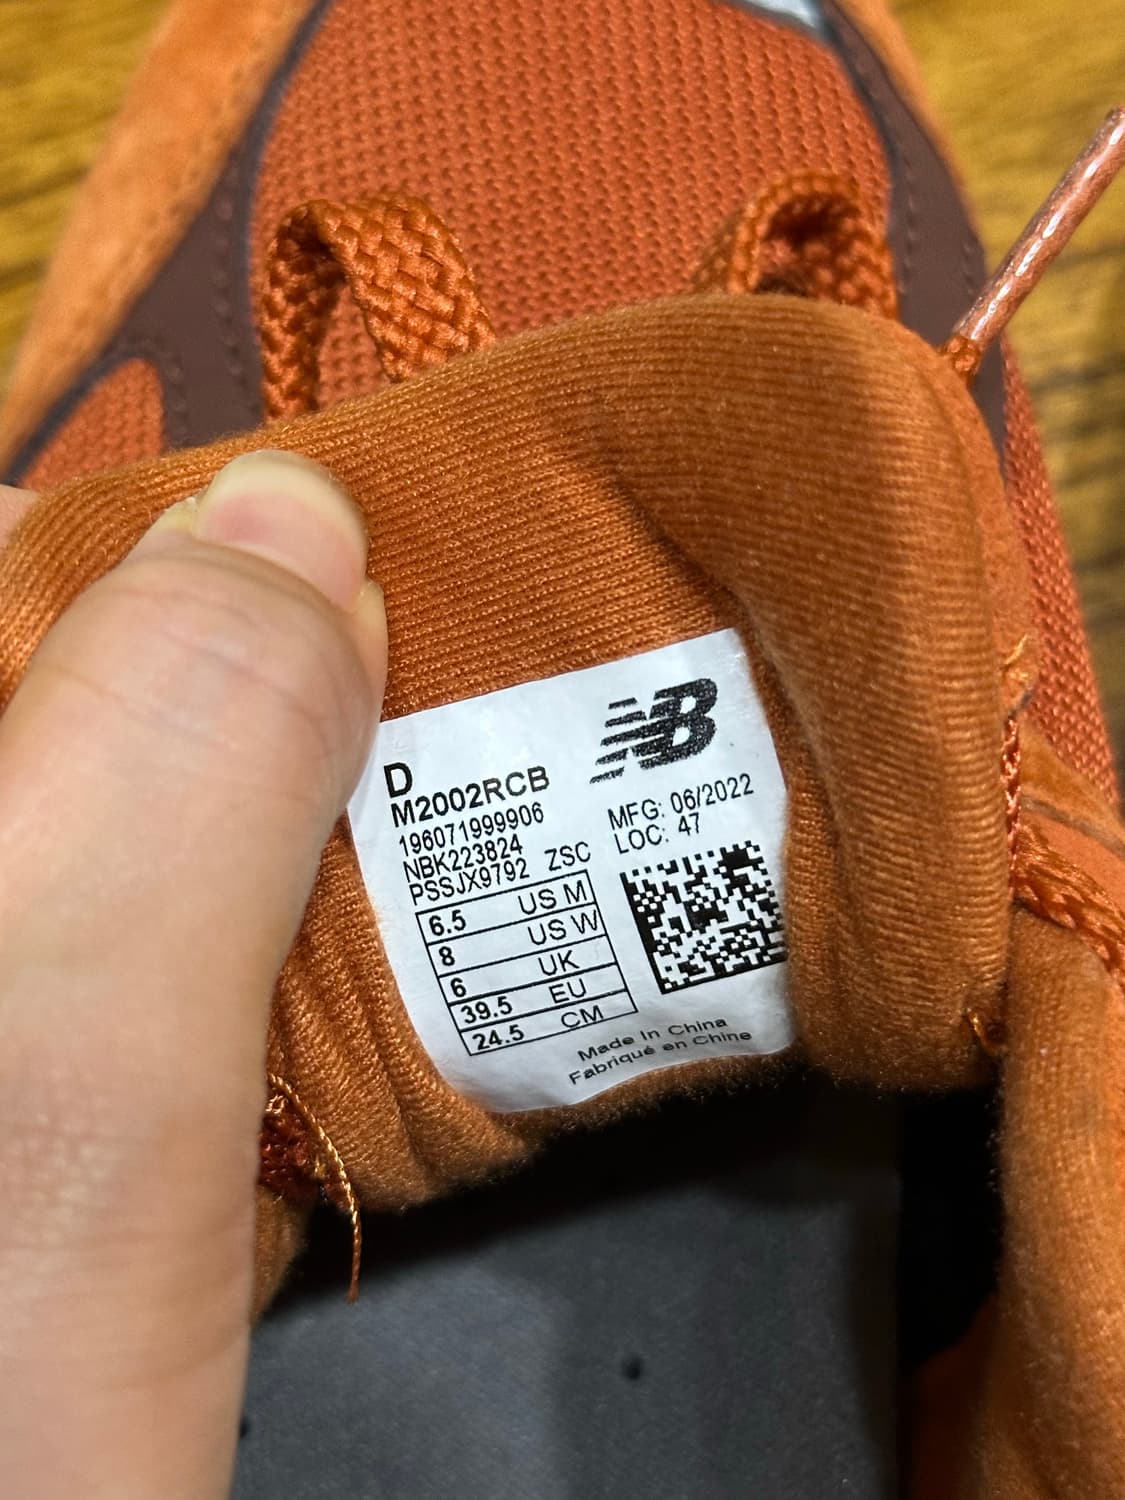 NB
D
M2002RCB
196071999906
NBK223824
PSSJX9792 ZSC
MFG: 06/2022
LOC: 47
6.5 US M
8 US W
6 UK
39.5 EU
24.5 CM
Made In China
Fabriqué en Chine